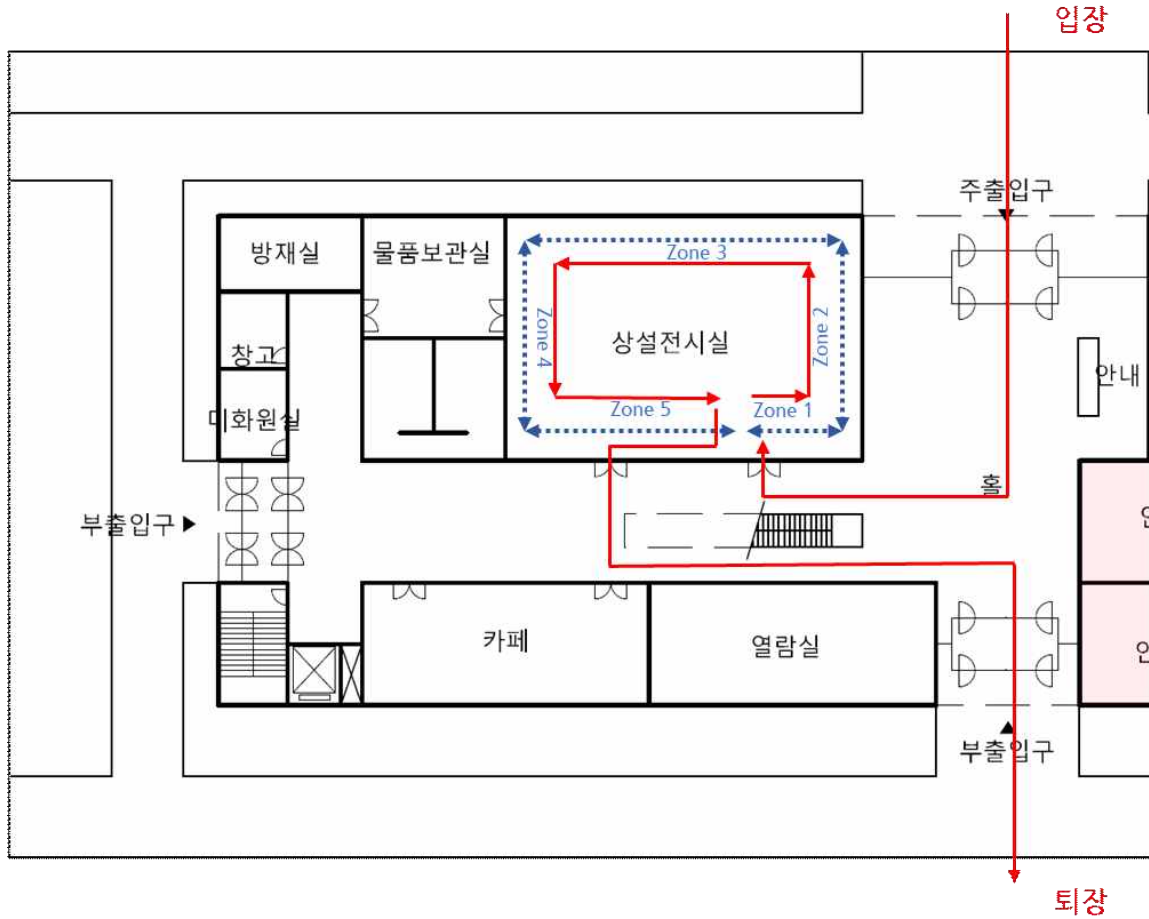 입장
주출입구
방재실
물품보관실
Zone 3
Zone 2
Zone 4
상설전시실
창고
안내
미화원실
Zone 5
Zone 1
홀
부출입구
카페
열람실
부출입구
퇴장